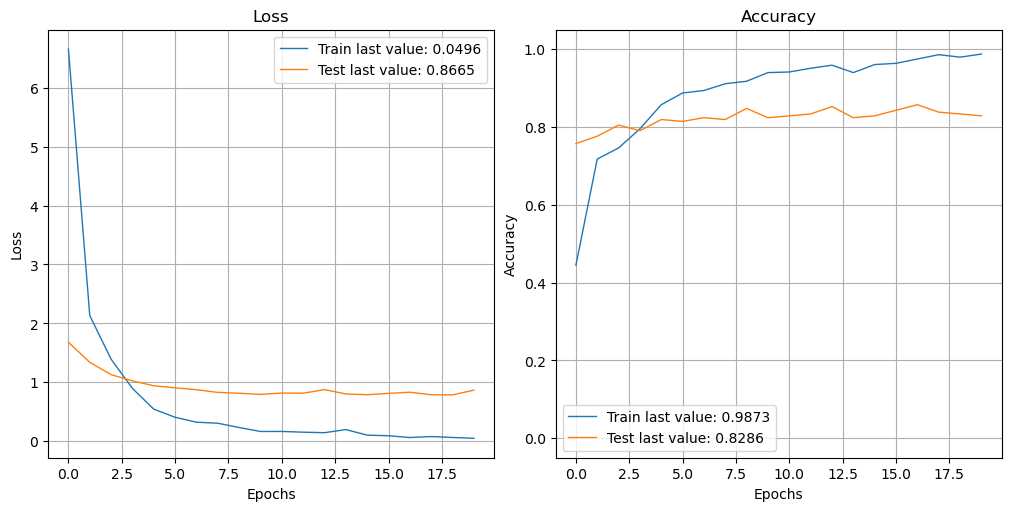 Loss
Train last value: 0.0496
Test last value: 0.8665
6
5
4
3
2
1
0
Loss
0.0
2.5
5.0
7.5
10.0
12.5
15.0
17.5
Epochs
Accuracy
1.0
0.8
0.6
0.4
0.2
0.0
Accuracy
Train last value: 0.9873
Test last value: 0.8286
0.0
2.5
5.0
7.5
10.0
12.5
15.0
17.5
Epochs